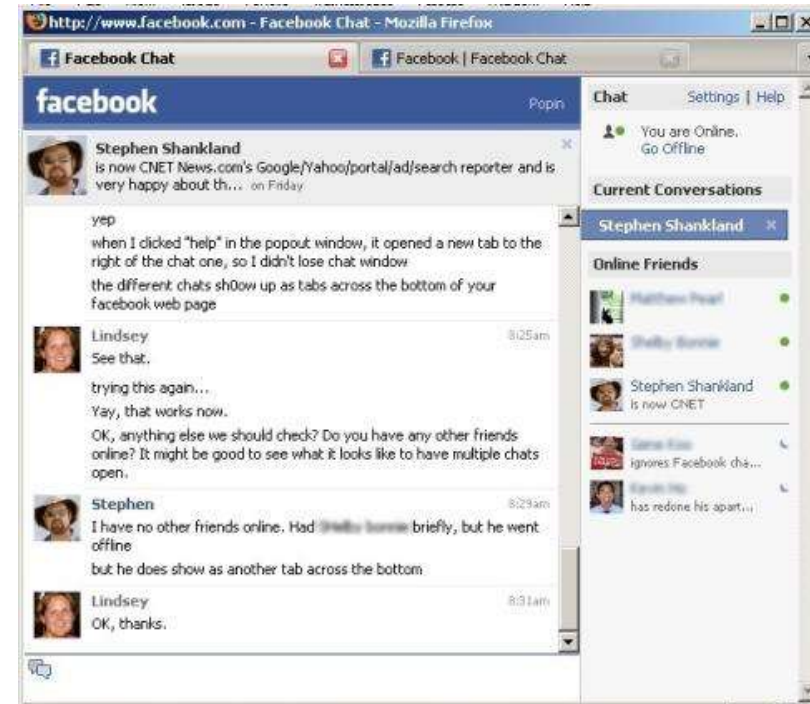 http://www.facebook.com - Facebook Chat - Mozilla Firefox
Facebook Chat
Facebook | Facebook Chat
facebook
Popin
Stephen Shankland
is now CNET News.com's Google/Yahoo/portal/ad/search reporter and is
very happy about th... on Friday
yep
when I clicked "help" in the popout window, it opened a new tab to the
right of the chat one, so I didn't lose chat window
the different chats sh0ow up as tabs across the bottom of your
facebook web page
Lindsey 8:25am
See that.
trying this again...
Yay, that works now.
OK, anything else we should check? Do you have any other friends
online? It might be good to see what it looks like to have multiple chats
open.
Stephen 8:29am
I have no other friends online. Had briefly, but he went
offline
but he does show as another tab across the bottom
Lindsey 8:31am
OK, thanks.
Chat Settings | Help
You are Online.
Go Offline
Current Conversations
Stephen Shankland
Online Friends
Stephen Shankland
is now CNET
ignores Facebook cha...
has redone his apart...